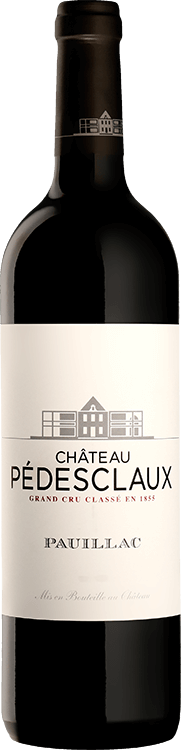 CHÂTEAU
PÉDESCLAUX
GRAND CRU CLASSÉ EN 1855
PAUILLAC
Mis en Bouteille au Château